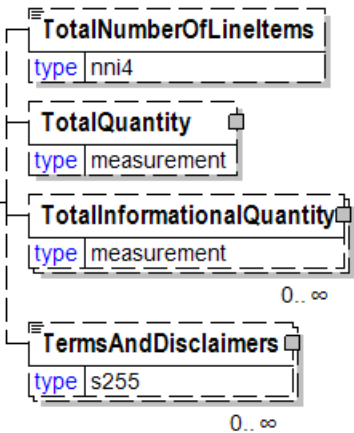 TotalNumberOfLineItems
type nni4
TotalQuantity
type measurement
TotalInformationalQuantity
type measurement
0.. ∞
TermsAndDisclaimers
type s255
0.. ∞